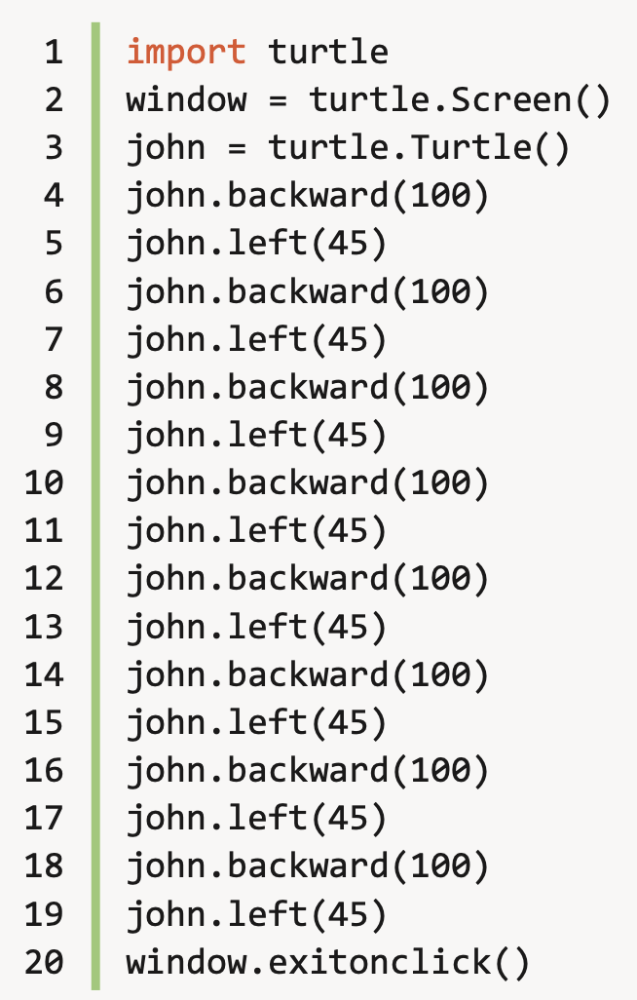 1 import turtle
2 window = turtle.Screen()
3 john = turtle.Turtle()
4 john.backward(100)
5 john.left(45)
6 john.backward(100)
7 john.left(45)
8 john.backward(100)
9 john.left(45)
10 john.backward(100)
11 john.left(45)
12 john.backward(100)
13 john.left(45)
14 john.backward(100)
15 john.left(45)
16 john.backward(100)
17 john.left(45)
18 john.backward(100)
19 john.left(45)
20 window.exitonclick()